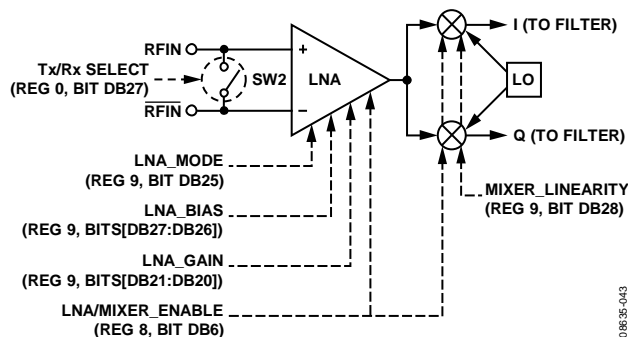 RFIN
I (TO FILTER)
Tx/Rx SELECT
(REG 0, BIT DB27)
SW2
+
LNA
−
LO
RFIN
Q (TO FILTER)
LNA_MODE
(REG 9, BIT DB25)
MIXER_LINEARITY
(REG 9, BIT DB28)
LNA_BIAS
(REG 9, BITS[DB27:DB26])
LNA_GAIN
(REG 9, BITS[DB21:DB20])
LNA/MIXER_ENABLE
(REG 8, BIT DB6)
08635-043